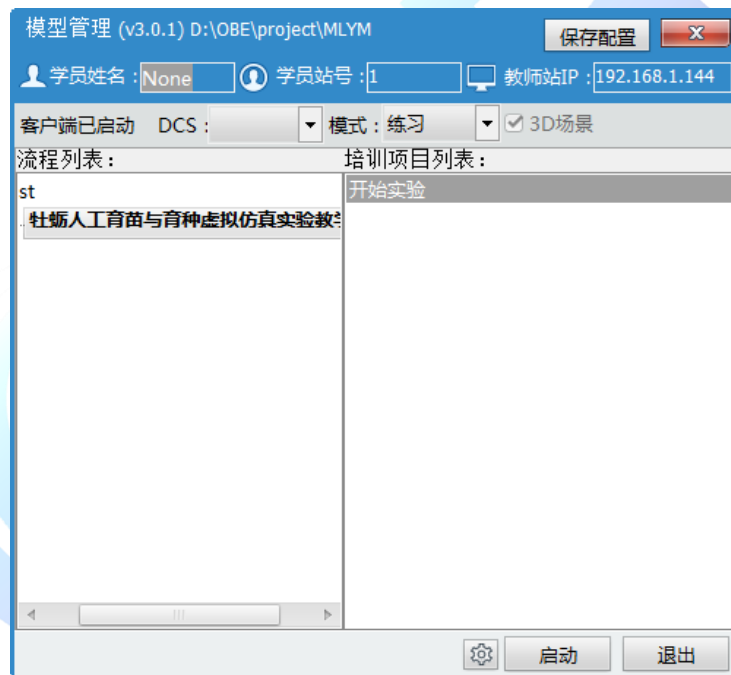 模型管理 (v3.0.1) D:\OBE\project\MLYM
保存配置
学员姓名：None 学员站号：1 教师站IP：192.168.1.144
客户端已启动 DCS： 模式：练习 3D场景
流程列表： 培训项目列表：
st 开始实验
牡蛎人工育苗与育种虚拟仿真实验教
启动 退出